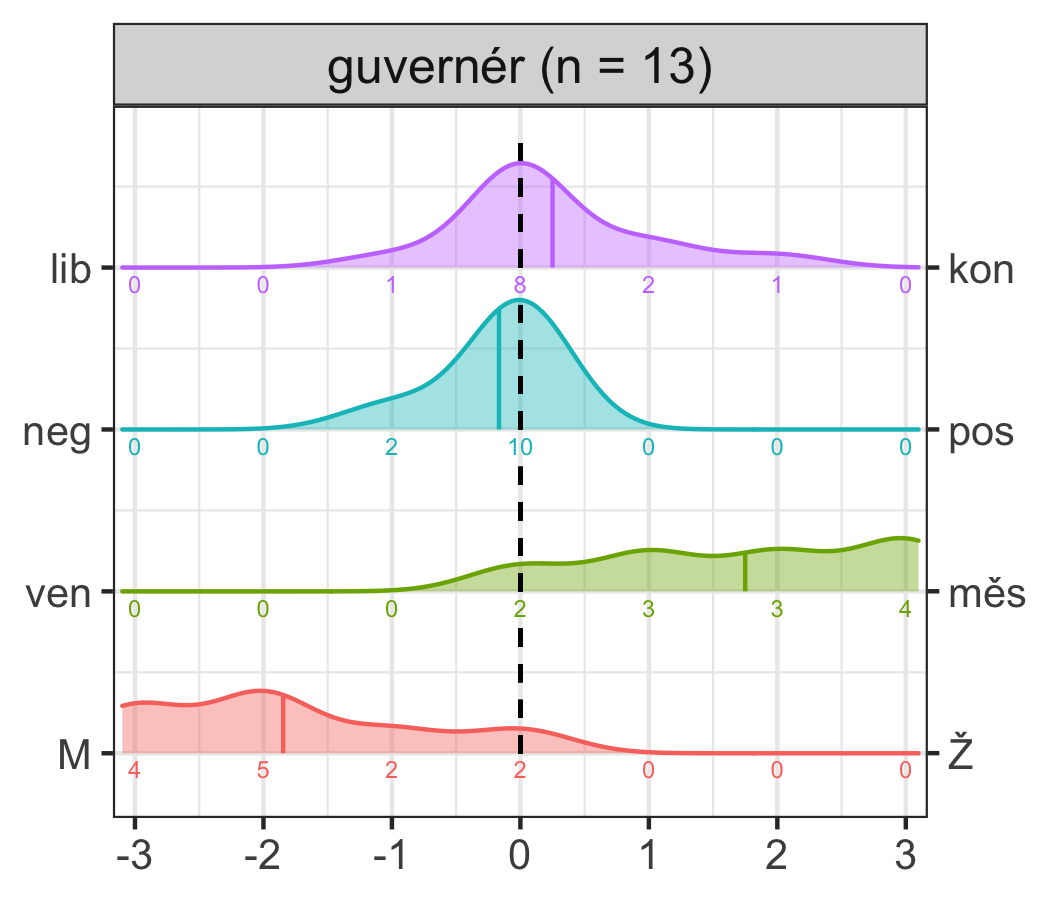 guvernér (n = 13)
lib kon
0 0 1 8 2 1 0
neg pos
0 0 2 10 0 0 0
ven měs
0 0 0 2 3 3 4
M Ž
4 5 2 2 0 0 0
-3 -2 -1 0 1 2 3